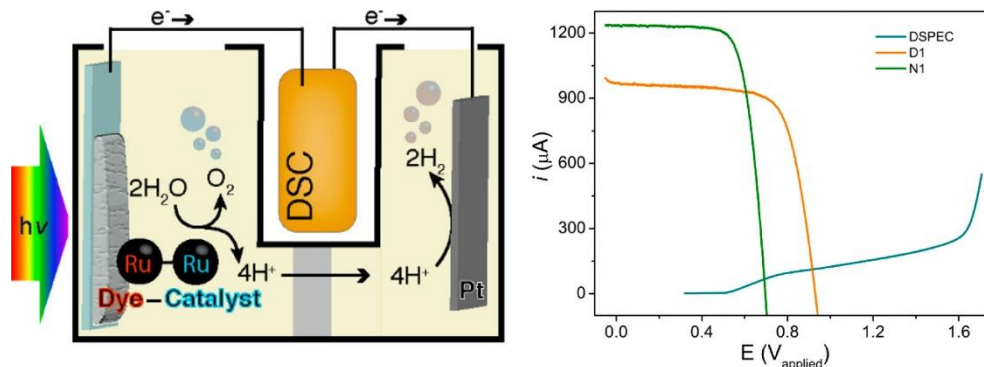 e⁻→
e⁻→
hν
2H₂O
O₂
4H⁺
Ru
Ru
Dye–Catalyst
DSC
2H₂
4H⁺
Pt
1200
900
600
300
0
i (μA)
DSPEC
D1
N1
0.0 0.4 0.8 1.2 1.6
E (V_applied)